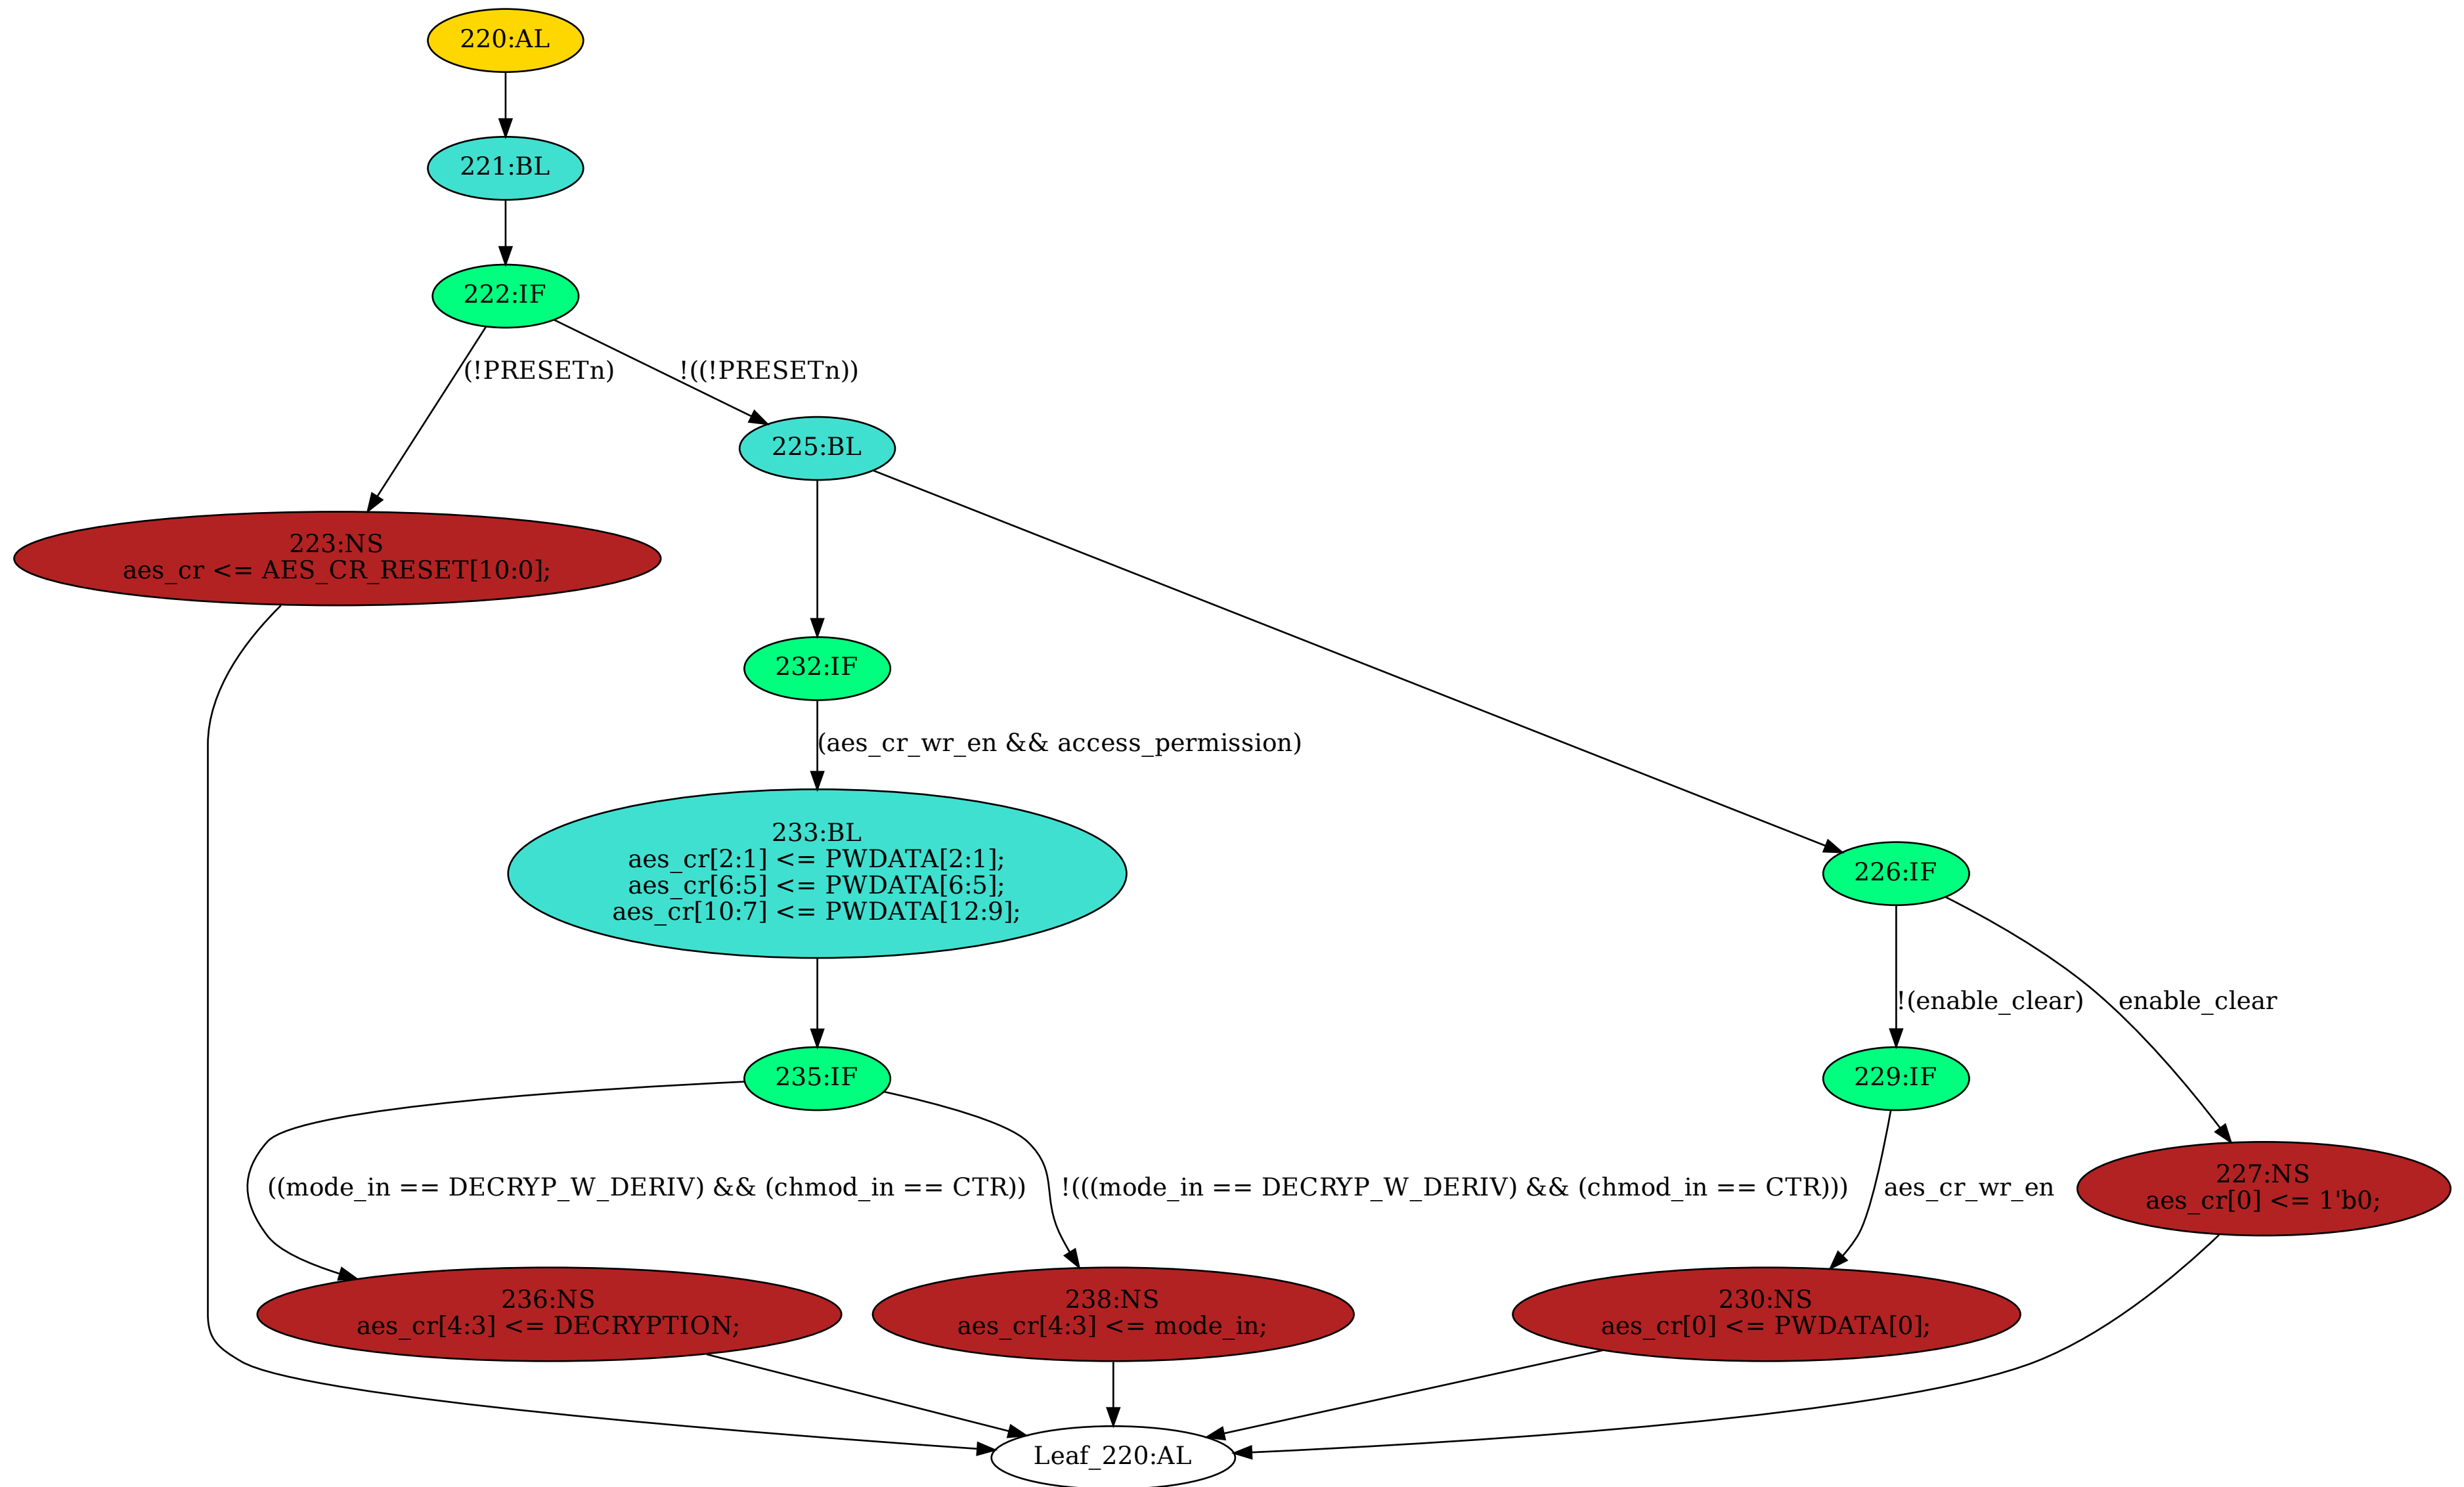 220:AL
221:BL
222:IF
(!PRESETn)
!((!PRESETn))
225:BL
223:NS
aes_cr <= AES_CR_RESET[10:0];
232:IF
(aes_cr_wr_en && access_permission)
233:BL
aes_cr[2:1] <= PWDATA[2:1];
aes_cr[6:5] <= PWDATA[6:5];
aes_cr[10:7] <= PWDATA[12:9];
226:IF
!(enable_clear)
enable_clear
235:IF
229:IF
((mode_in == DECRYP_W_DERIV) && (chmod_in == CTR))
!(((mode_in == DECRYP_W_DERIV) && (chmod_in == CTR)))
aes_cr_wr_en
227:NS
aes_cr[0] <= 1'b0;
236:NS
aes_cr[4:3] <= DECRYPTION;
238:NS
aes_cr[4:3] <= mode_in;
230:NS
aes_cr[0] <= PWDATA[0];
Leaf_220:AL